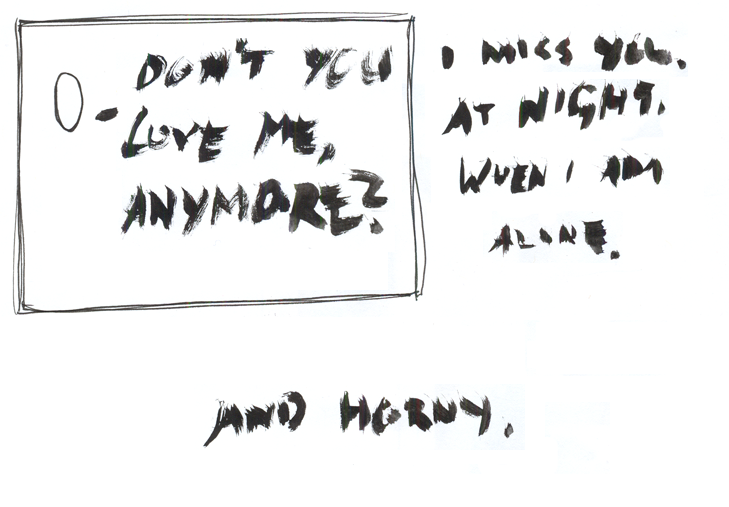 DON'T YOU
LOVE ME,
ANYMORE?
I MISS YOU.
AT NIGHT.
WHEN I AM
ALONE.
AND HORNY.